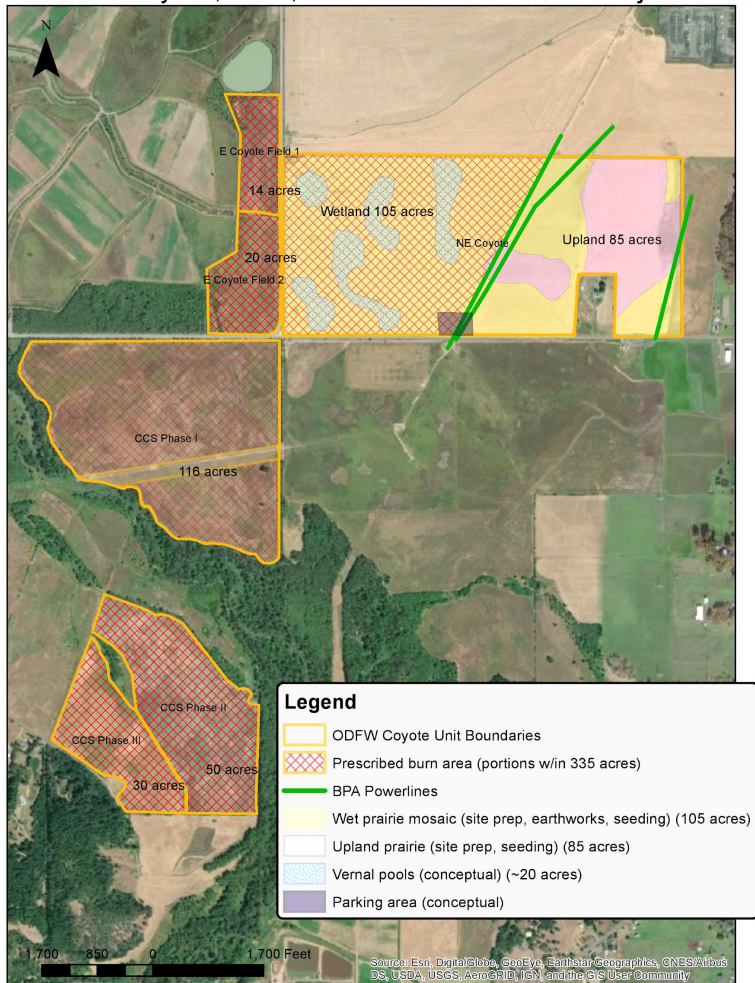 N
E Coyote Field 1
14 acres
Wetland 105 acres
NE Coyote
Upland 85 acres
20 acres
E Coyote Field 2
CCS Phase I
116 acres
CCS Phase II
CCS Phase III
50 acres
30 acres
Legend
ODFW Coyote Unit Boundaries
Prescribed burn area (portions w/in 335 acres)
BPA Powerlines
Wet prairie mosaic (site prep, earthworks, seeding) (105 acres)
Upland prairie (site prep, seeding) (85 acres)
Vernal pools (conceptual) (~20 acres)
Parking area (conceptual)
1,700 850 0 1,700 Feet
Source: Esri, DigitalGlobe, GeoEye, Earthstar Geographics, CNES/Airbus
DS, USDA, USGS, AeroGRID, IGN, and the GIS User Community